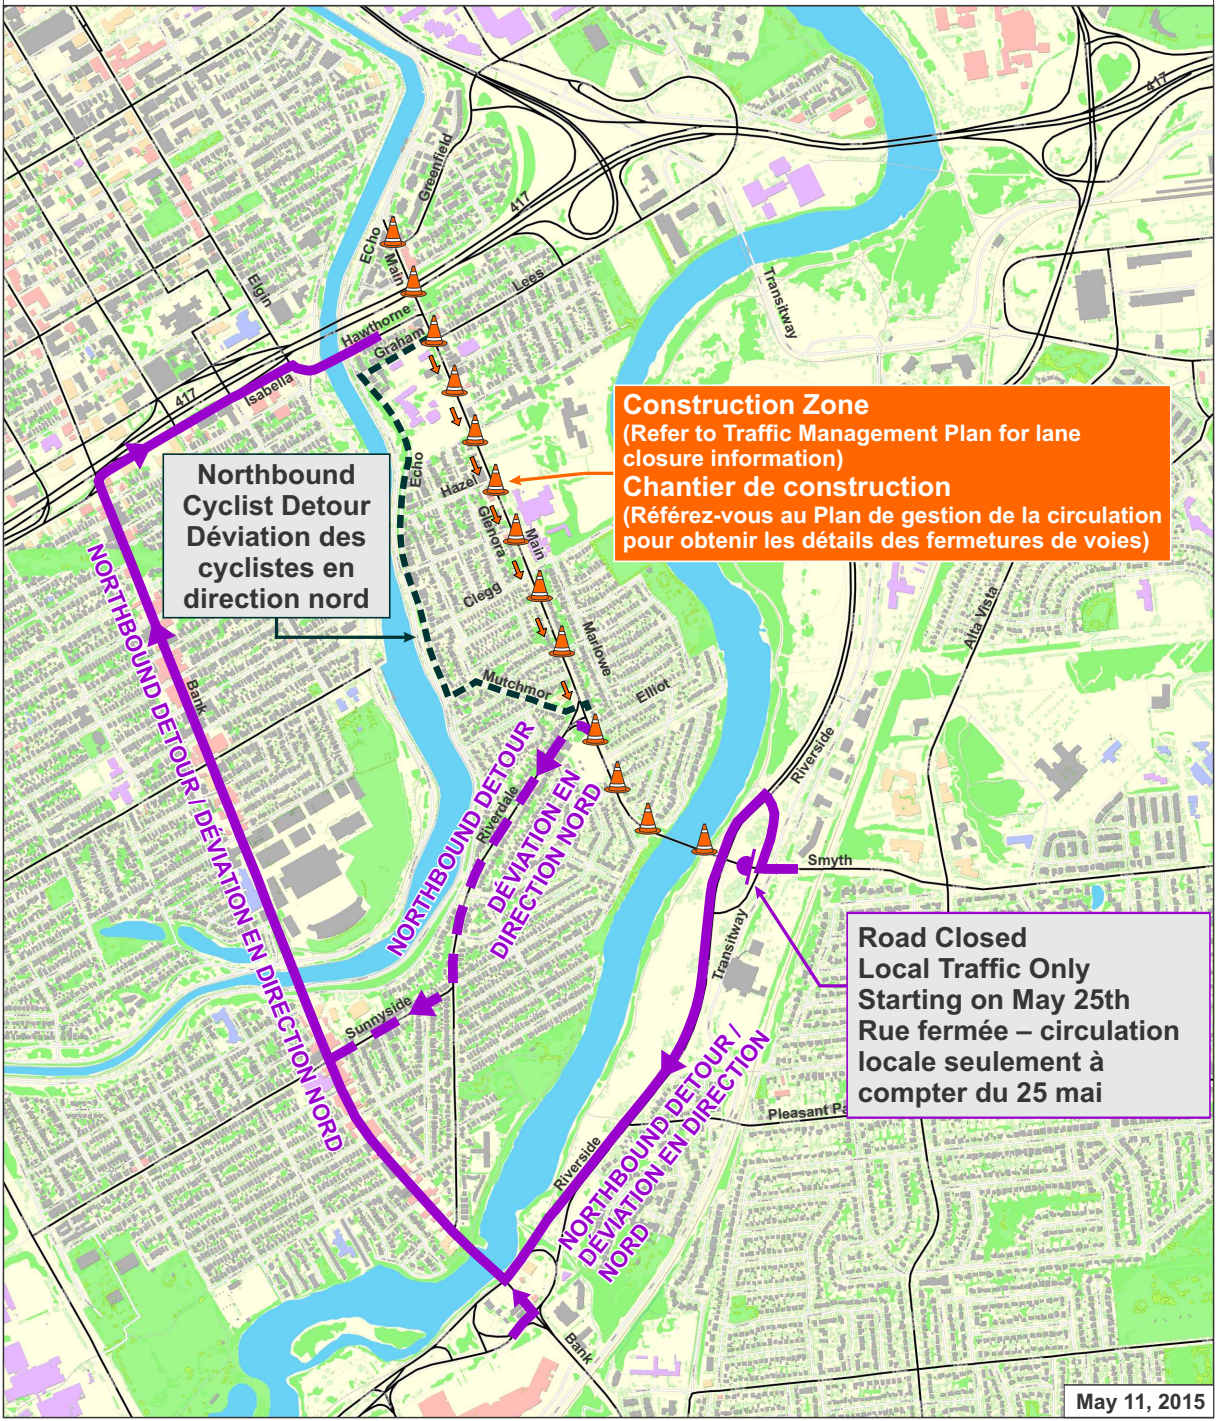 417
Greenfield
417
ECho
Main
Lees
Elgin
Transitway
Hawthorne
Graham
417
Isabella
Construction Zone
(Refer to Traffic Management Plan for lane
closure information)
Chantier de construction
(Référez-vous au Plan de gestion de la circulation
pour obtenir les détails des fermetures de voies)
Northbound
Cyclist Detour
Déviation des
cyclistes en
direction nord
Echo
Hazel
Glenora
Main
Clegg
Marlowe
Alta Vista
Mutchmor
Elliot
Bank
NORTHBOUND DETOUR / DÉVIATION EN DIRECTION NORD
NORTHBOUND DETOUR
DÉVIATION EN
DIRECTION NORD
Riverdale
Riverside
Smyth
Transitway
Road Closed
Local Traffic Only
Starting on May 25th
Rue fermée – circulation
locale seulement à
compter du 25 mai
Sunnyside
Pleasant Pa
Riverside
NORTHBOUND DETOUR /
DÉVIATION EN DIRECTION
NORD
Bank
May 11, 2015